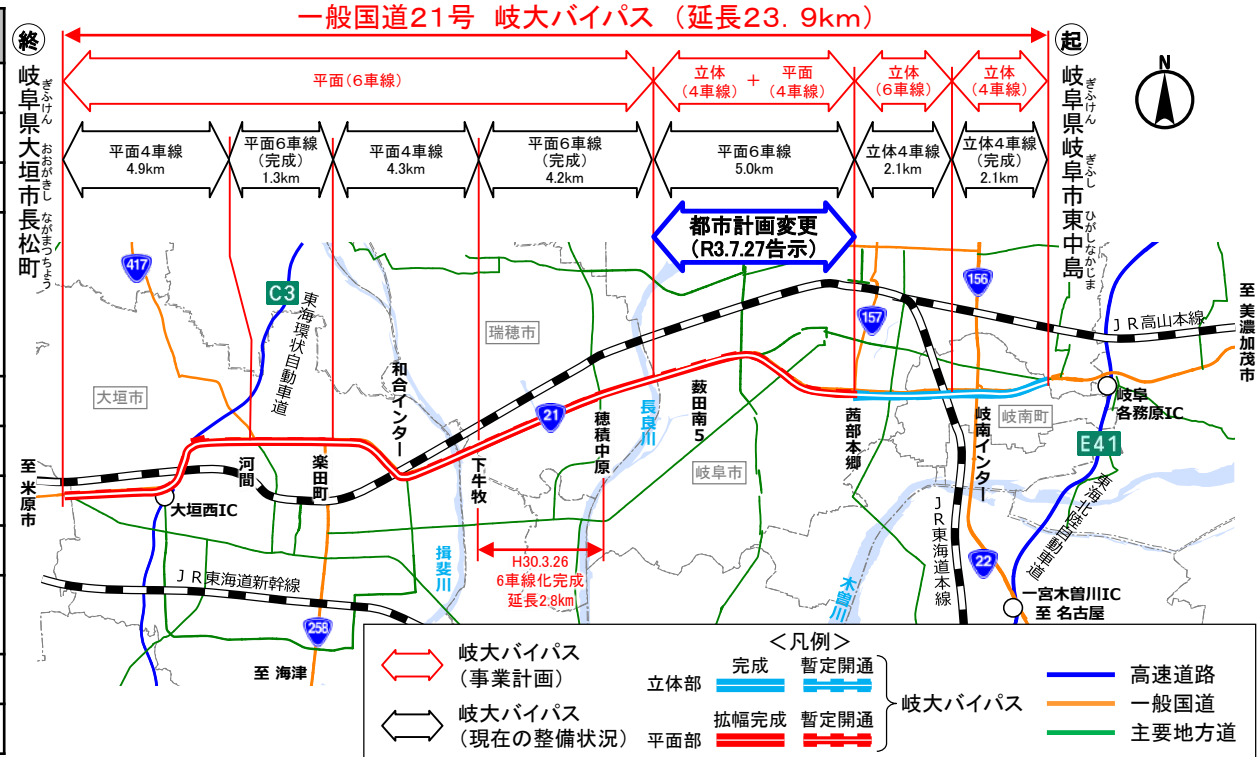 一般国道21号 岐大バイパス (延長23.9km)
終
起
岐阜県大垣市長松町
ぎふけん おおがきし ながまつちょう
岐阜県岐阜市東中島
ぎふけん ぎふし ひがしなかじま
N
平面(6車線)
立体
(4車線)
+
平面
(4車線)
立体
(6車線)
立体
(4車線)
平面4車線
4.9km
平面6車線
(完成)
1.3km
平面4車線
4.3km
平面6車線
(完成)
4.2km
平面6車線
5.0km
立体4車線
2.1km
立体4車線
(完成)
2.1km
都市計画変更
(R3.7.27告示)
417
C3
東海環状自動車道
瑞穂市
大垣市
和合インター
156
157
JR高山本線
至 美濃加茂市
21
長良川
薮田南5
穂積中原
茜部本郷
岐南町
岐南インター
岐阜
各務原IC
E41
東海北陸自動車道
岐阜市
至 米原市
河間
楽田町
下牛牧
大垣西IC
揖斐川
H30.3.26
6車線化完成
延長2.8km
JR東海道新幹線
JR東海道本線
木曽川
22
一宮木曽川IC
至 名古屋
258
至 海津
<凡例>
岐大バイパス
(事業計画)
岐大バイパス
(現在の整備状況)
完成 暫定開通
立体部
拡幅完成 暫定開通
平面部
岐大バイパス
高速道路
一般国道
主要地方道